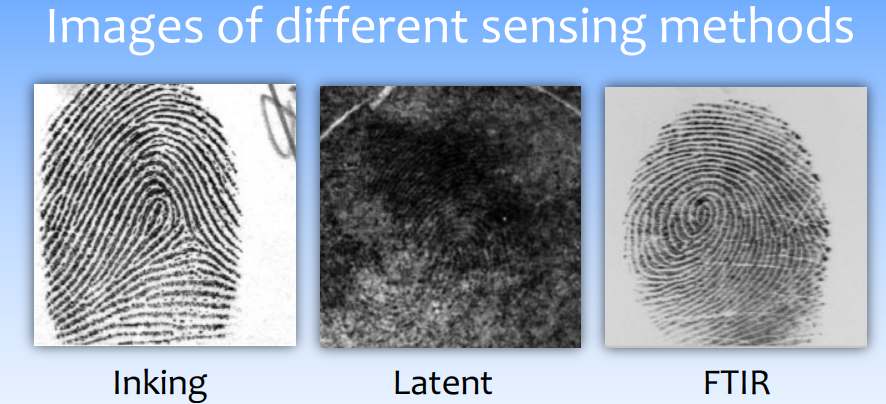 Images of different sensing methods
Inking
Latent
FTIR